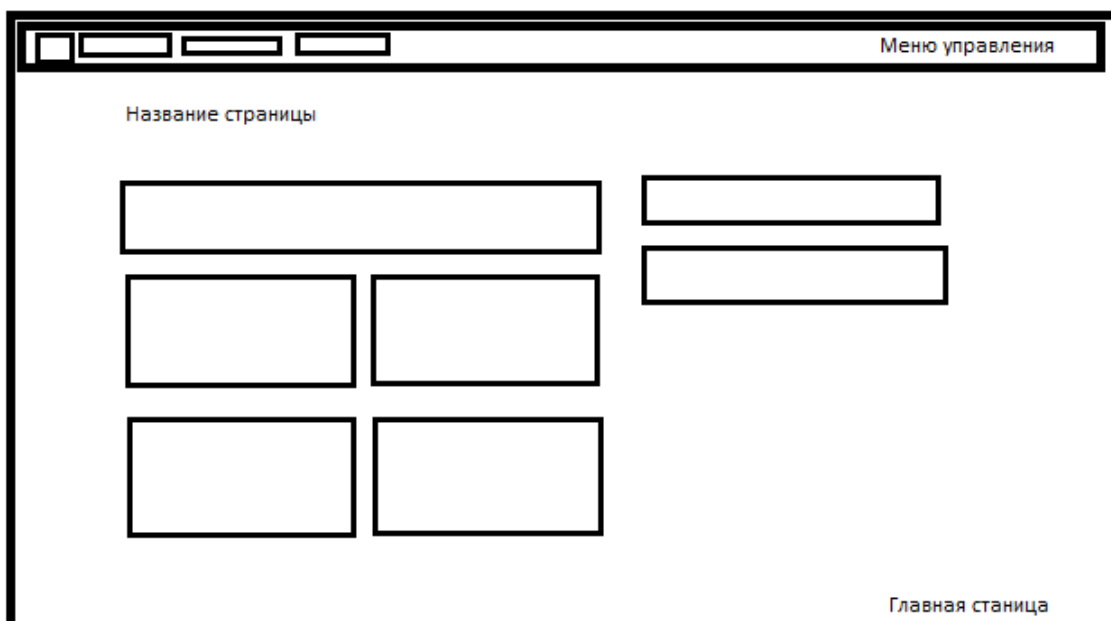 Меню управления
Название страницы
Главная станица